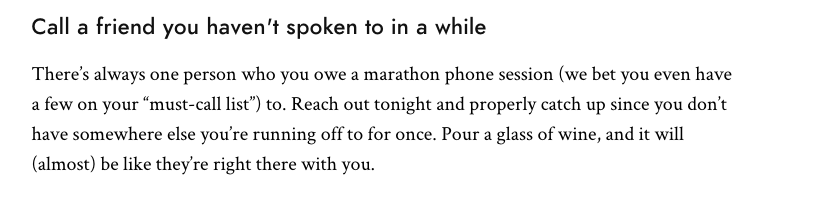 Call a friend you haven't spoken to in a while
There’s always one person who you owe a marathon phone session (we bet you even have
a few on your “must-call list”) to. Reach out tonight and properly catch up since you don’t
have somewhere else you’re running off to for once. Pour a glass of wine, and it will
(almost) be like they’re right there with you.